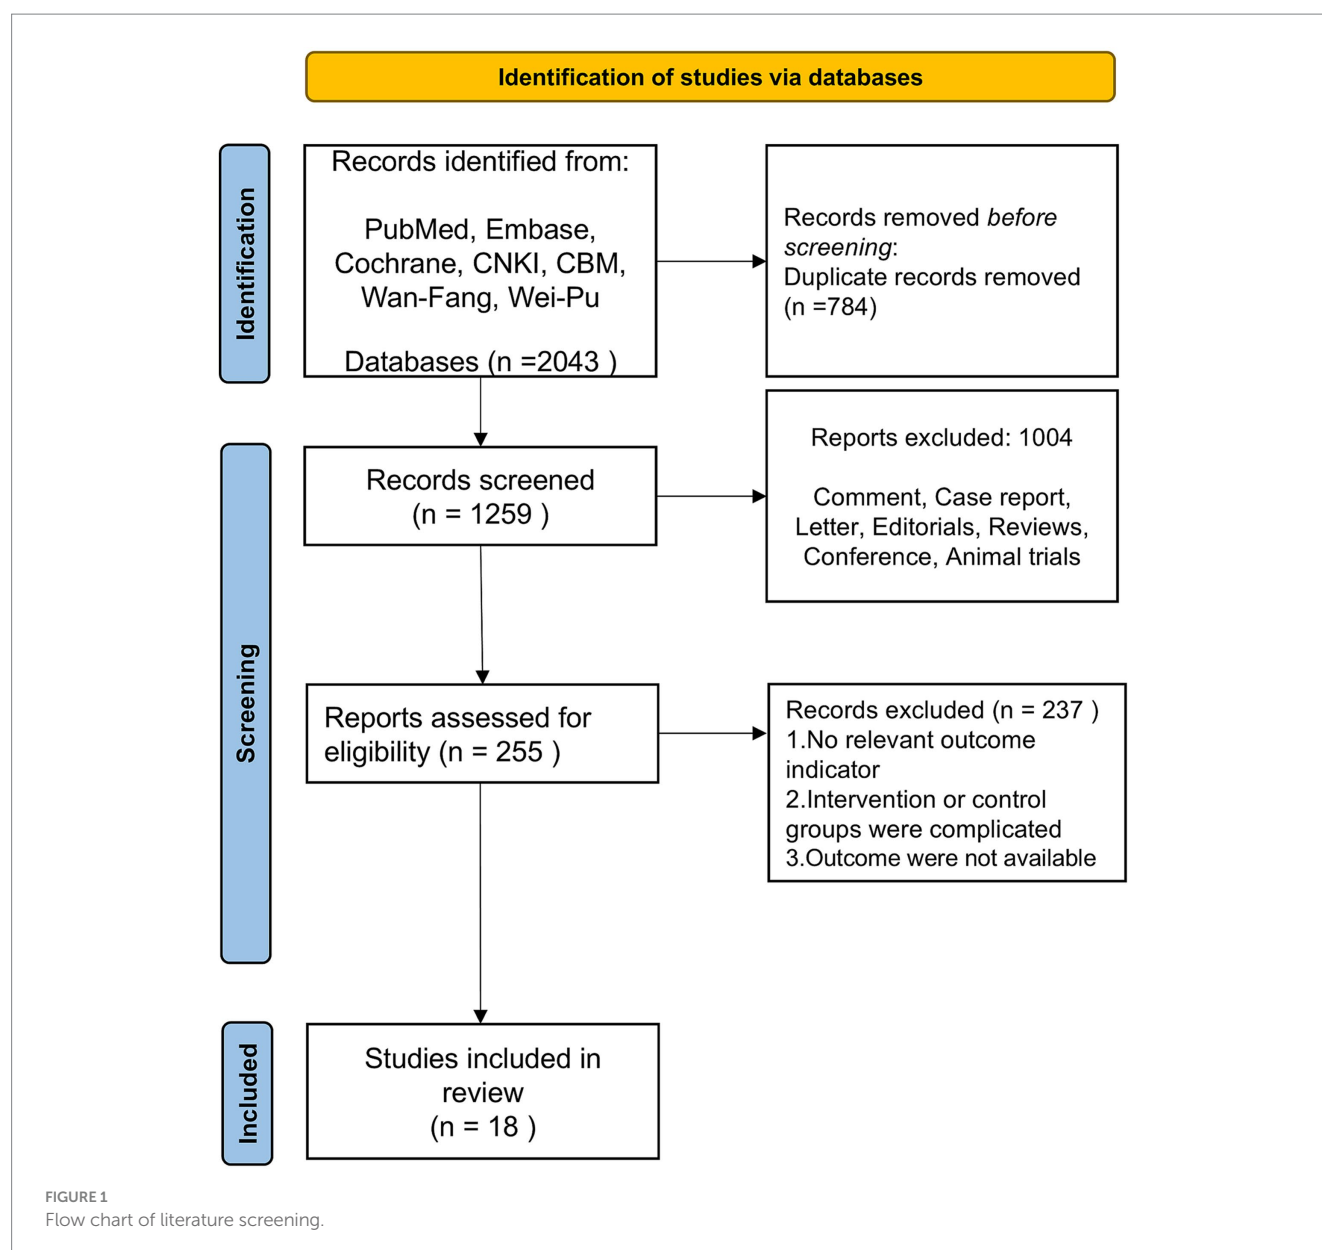 Identification of studies via databases
Identification
Records identified from:
PubMed, Embase,
Cochrane, CNKI, CBM,
Wan-Fang, Wei-Pu
Databases (n =2043 )
Records removed before
screening:
Duplicate records removed
(n =784)
Screening
Records screened
(n = 1259 )
Reports excluded: 1004
Comment, Case report,
Letter, Editorials, Reviews,
Conference, Animal trials
Reports assessed for
eligibility (n = 255 )
Records excluded (n = 237 )
1.No relevant outcome
indicator
2.Intervention or control
groups were complicated
3.Outcome were not available
Included
Studies included in
review
(n = 18 )
FIGURE 1
Flow chart of literature screening.